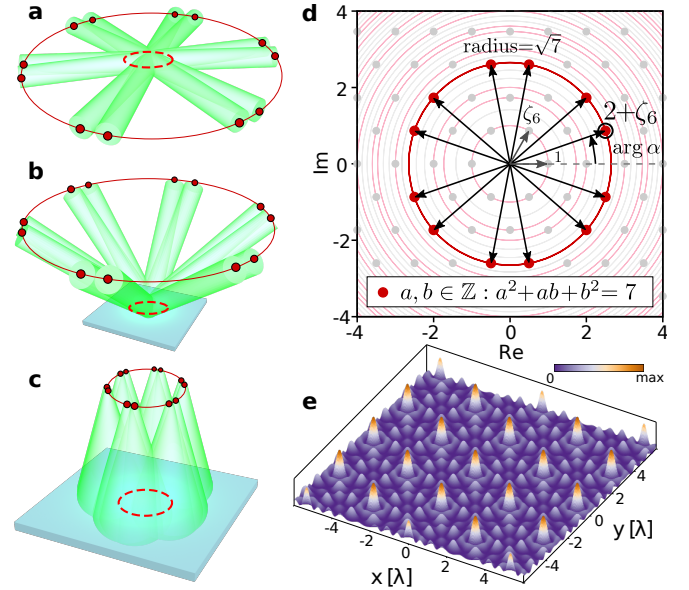 a
b
c
d
Im
4
2
0
-2
-4
radius=√7
ζ₆
1
2+ζ₆
arg α
a, b ∈ ℤ : a²+ab+b²= 7
-4 -2 0 2 4
Re
e
0 max
-4 -2 0 2 4
x [λ]
-4 -2 0 2 4
y [λ]